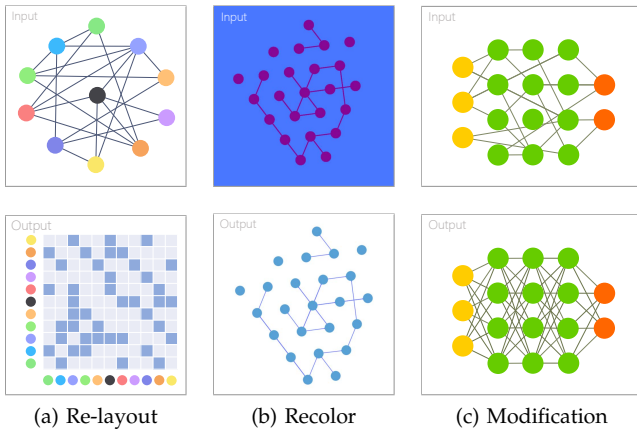 Input
Input
Input
Output
Output
Output
(a) Re-layout
(b) Recolor
(c) Modification